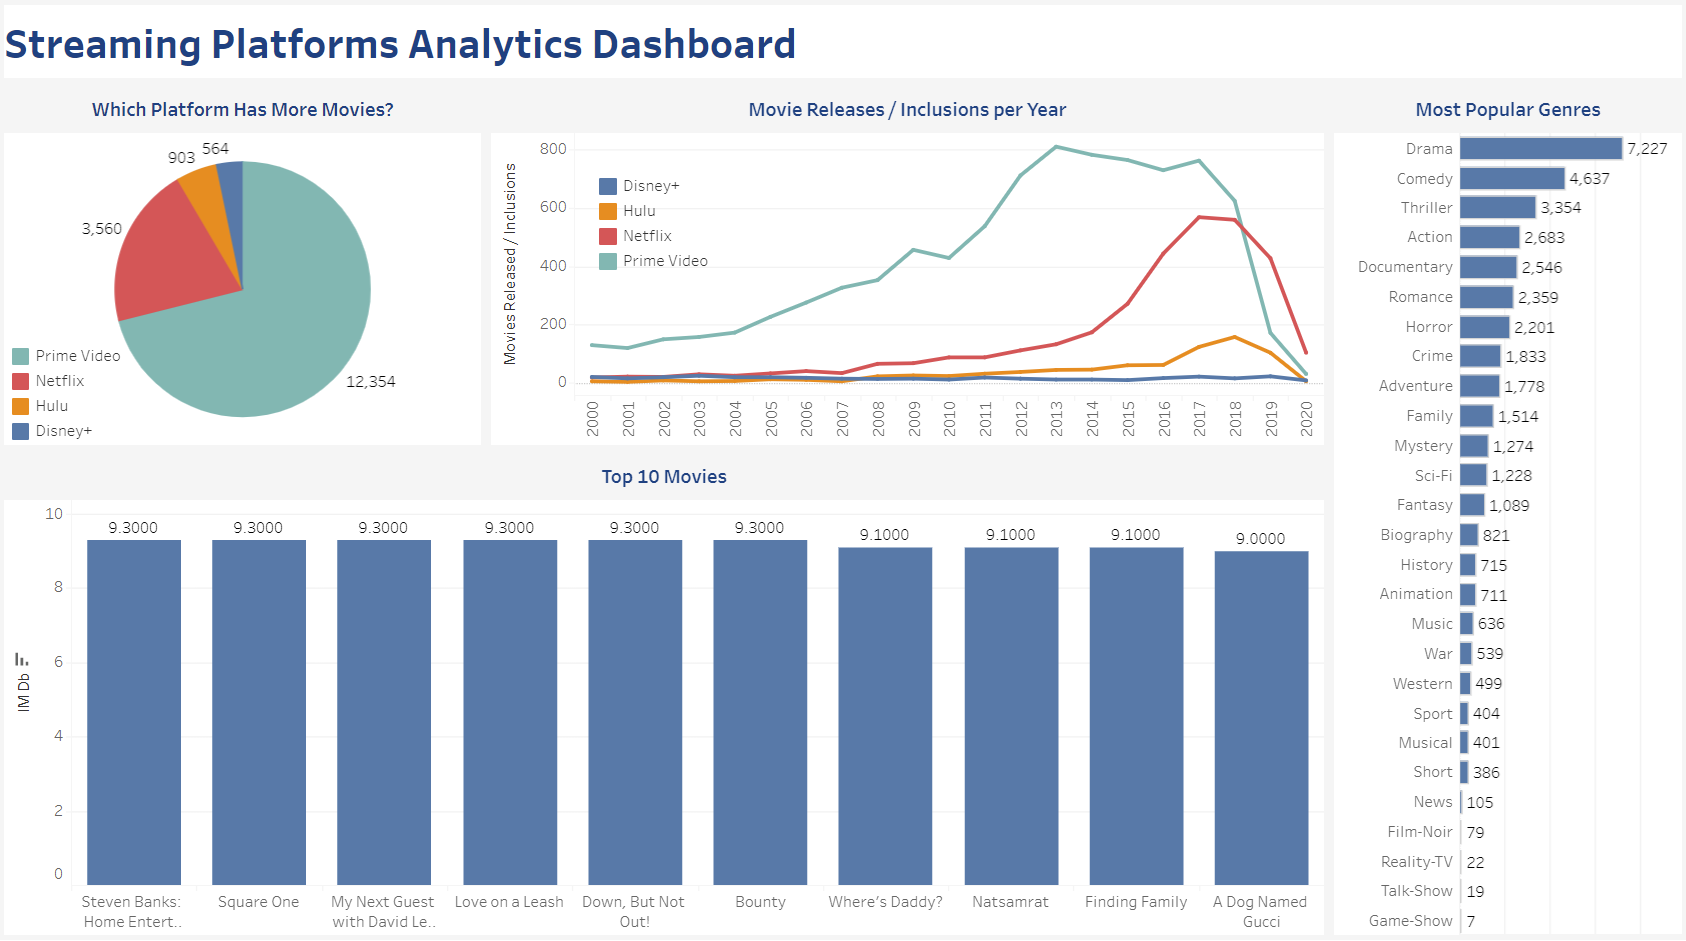 Streaming Platforms Analytics Dashboard
Which Platform Has More Movies?
564
903
3,560
12,354
Prime Video
Netflix
Hulu
Disney+
Movie Releases / Inclusions per Year
Movies Released / Inclusions
800
600
400
200
0
Disney+
Hulu
Netflix
Prime Video
2000
2001
2002
2003
2004
2005
2006
2007
2008
2009
2010
2011
2012
2013
2014
2015
2016
2017
2018
2019
2020
Top 10 Movies
IM Db
10
8
6
4
2
0
9.3000
9.3000
9.3000
9.3000
9.3000
9.3000
9.1000
9.1000
9.1000
9.0000
Steven Banks:
Home Entert..
Square One
My Next Guest
with David Le..
Love on a Leash
Down, But Not
Out!
Bounty
Where's Daddy?
Natsamrat
Finding Family
A Dog Named
Gucci
Most Popular Genres
Drama 7,227
Comedy 4,637
Thriller 3,354
Action 2,683
Documentary 2,546
Romance 2,359
Horror 2,201
Crime 1,833
Adventure 1,778
Family 1,514
Mystery 1,274
Sci-Fi 1,228
Fantasy 1,089
Biography 821
History 715
Animation 711
Music 636
War 539
Western 499
Sport 404
Musical 401
Short 386
News 105
Film-Noir 79
Reality-TV 22
Talk-Show 19
Game-Show 7